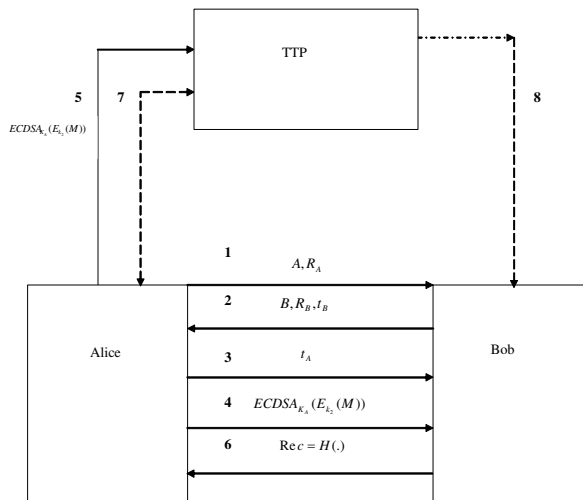 TTP
5
7
8
ECDSA_{K_A}(E_{k_2}(M))
1
A, R_A
2
B, R_B, t_B
Alice
Bob
3
t_A
4
ECDSA_{K_A}(E_{k_2}(M))
6
Rec = H(.)